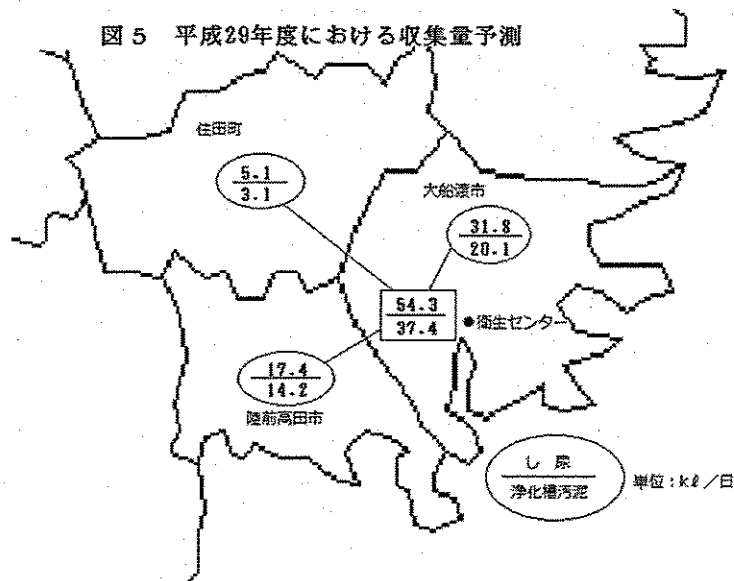 図5 平成29年度における収集量予測
住田町
5.1
3.1
大船渡市
31.8
20.1
54.3
37.4
●衛生センター
17.4
14.2
陸前高田市
し尿
浄化槽汚泥
単位:kℓ/日